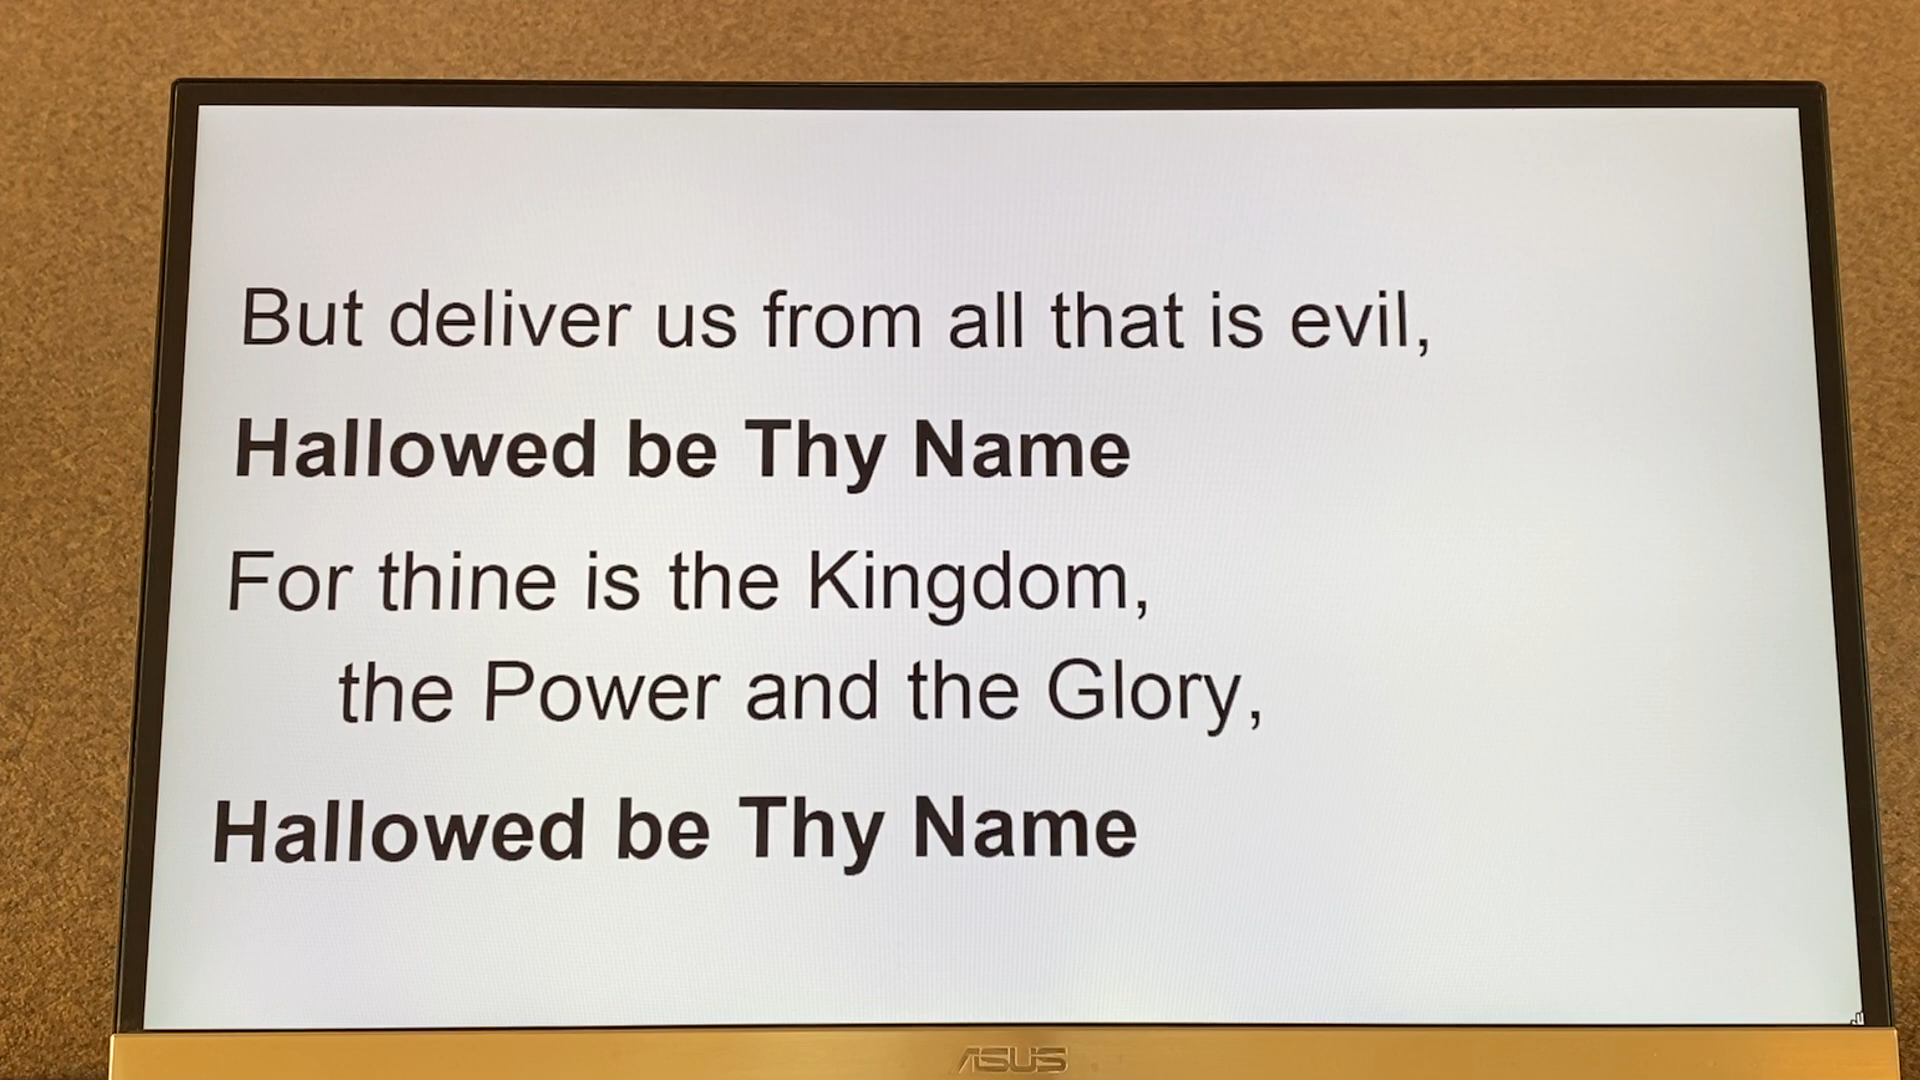 But deliver us from all that is evil,
Hallowed be Thy Name
For thine is the Kingdom,
the Power and the Glory,
Hallowed be Thy Name
ASUS